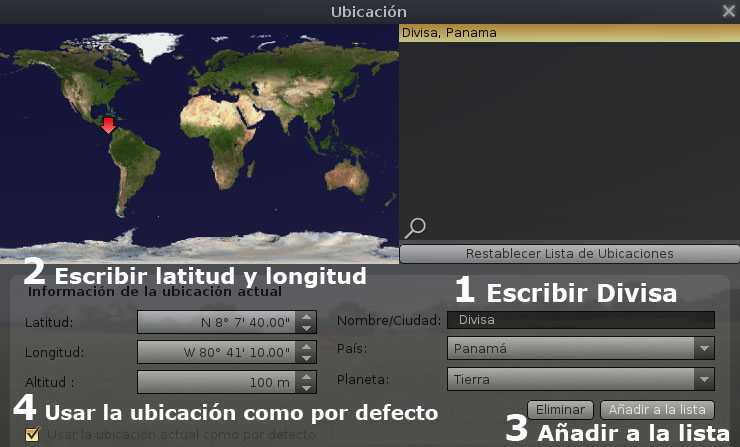 Ubicación
Divisa, Panama
Restablecer Lista de Ubicaciones
2 Escribir latitud y longitud
1 Escribir Divisa
Información de la ubicación actual
Latitud: N 8° 7' 40.00"
Nombre/Ciudad: Divisa
Longitud: W 80° 41' 10.00"
País: Panamá
Altitud : 100 m
Planeta: Tierra
Eliminar Añadir a la lista
4 Usar la ubicación como por defecto
3 Añadir a la lista
Usar la ubicación actual como por defecto